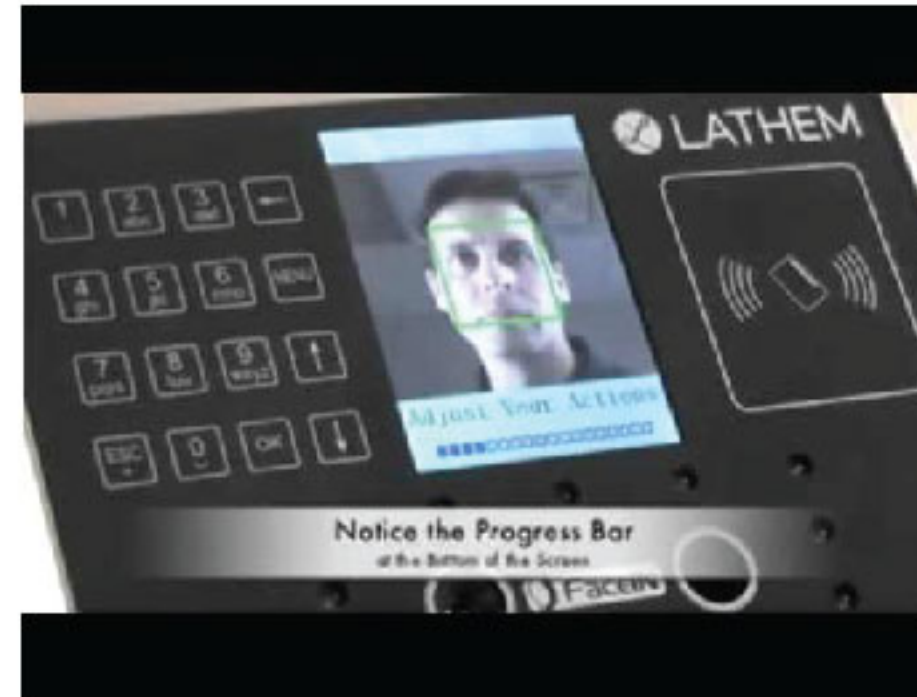 LATHEM
1
2
abc
3
def
4
ghi
5
jkl
6
mno
MENU
7
pqrs
8
tuv
9
wxyz
ESC
0
OK
Adjust Your Actions
Notice the Progress Bar
at the Bottom of the Screen
FaceIN